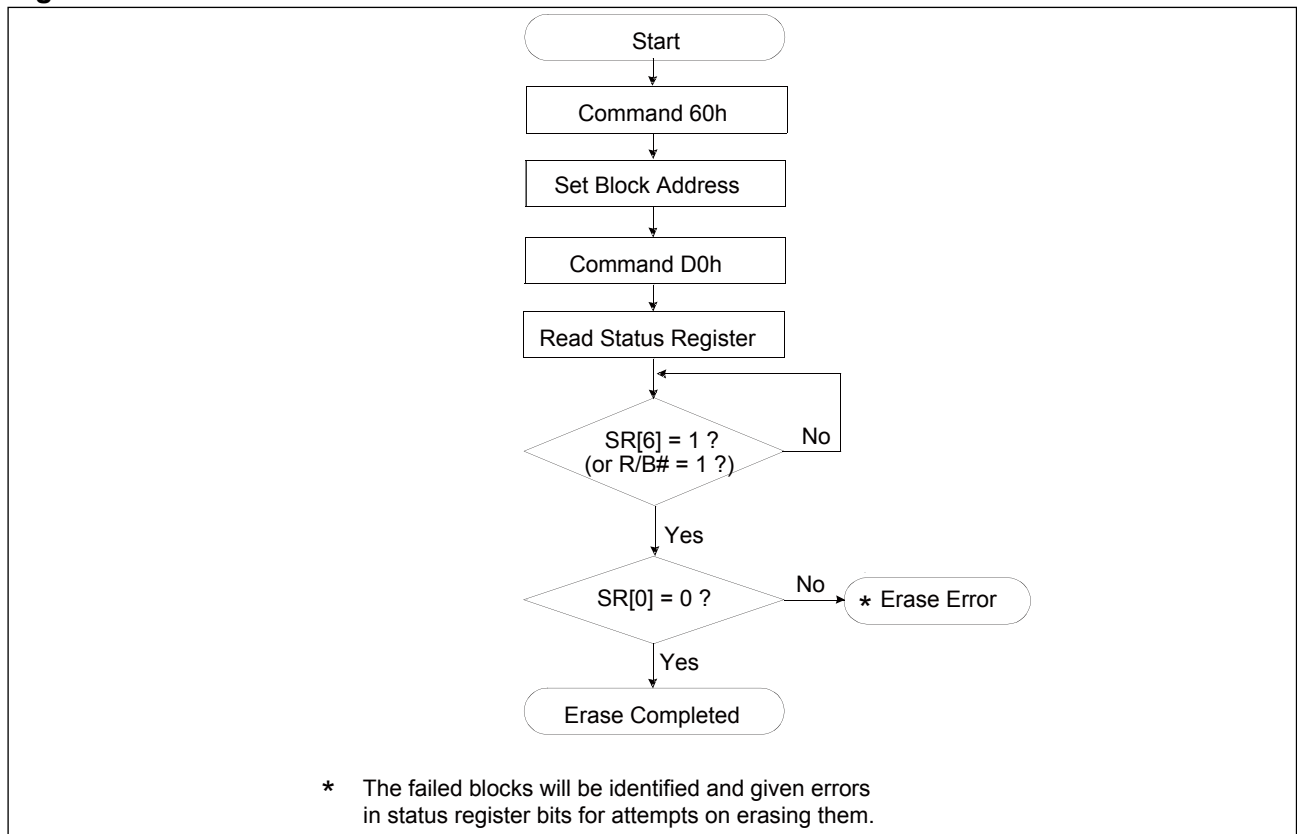 Start
Command 60h
Set Block Address
Command D0h
Read Status Register
SR[6] = 1 ?
(or R/B# = 1 ?)
No
Yes
SR[0] = 0 ?
No
* Erase Error
Yes
Erase Completed
* The failed blocks will be identified and given errors
in status register bits for attempts on erasing them.